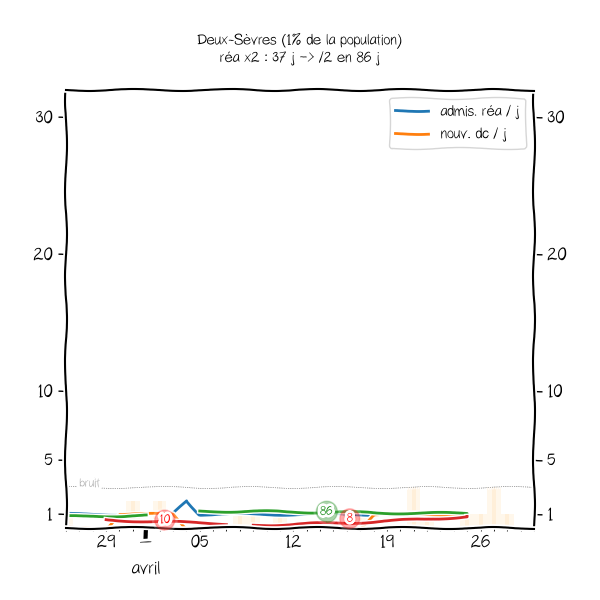 Deux-Sèvres (1% de la population)
réa x2 : 37 j -> /2 en 86 j
admis. réa / j
nouv. dc / j
30 30
20 20
10 10
5 5
bruit
1 1
10 86 8
29 1 05 12 19 26
avril